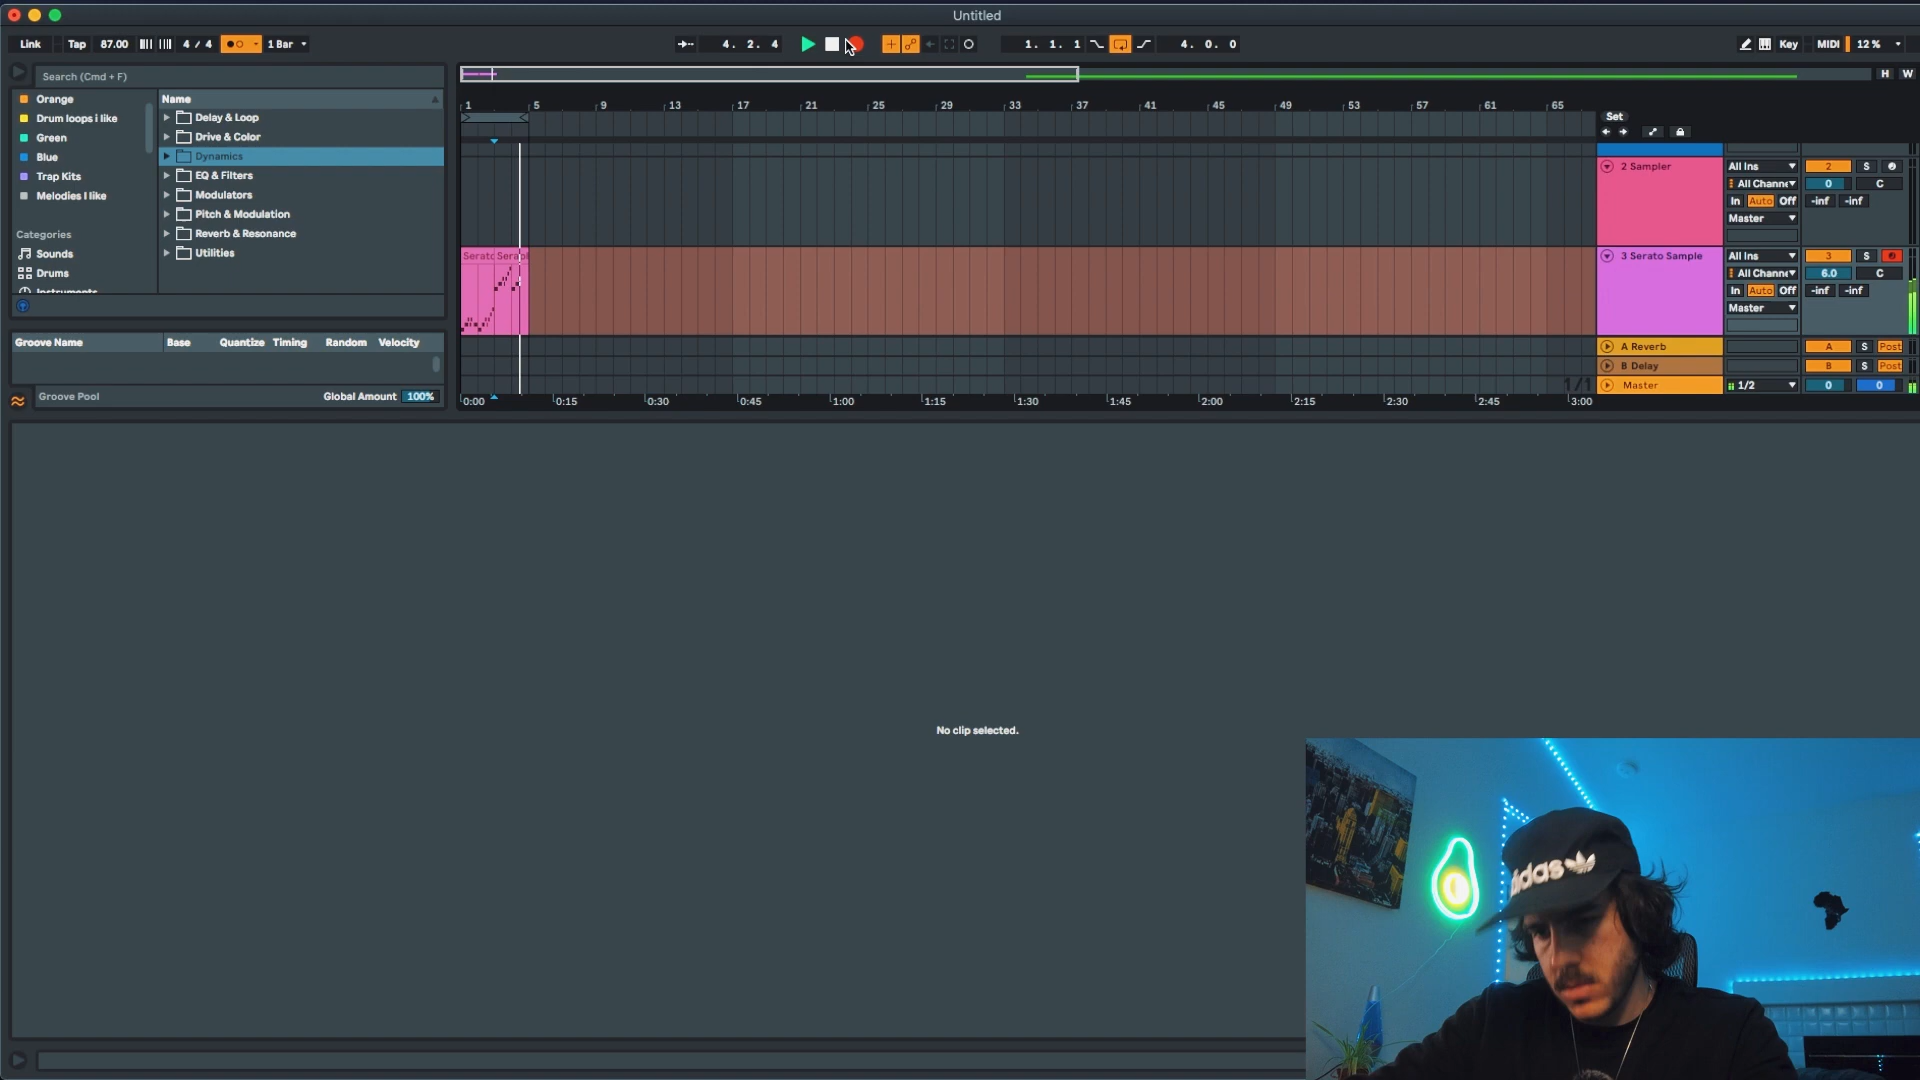 Untitled
Link Tap 87.00 4 / 4 1 Bar 4. 2. 4 1. 1. 1 4. 0. 0 Key MIDI 12 %
Search (Cmd + F)
H W
Orange
Drum loops i like
Green
Blue
Trap Kits
Melodies I like
Categories
Sounds
Drums
Instruments
Name
Delay & Loop
Drive & Color
Dynamics
EQ & Filters
Modulators
Pitch & Modulation
Reverb & Resonance
Utilities
Groove Name Base Quantize Timing Random Velocity
Groove Pool Global Amount 100%
1 5 9 13 17 21 25 29 33 37 41 45 49 53 57 61 65
Set
2 Sampler All Ins 2 S
All Channe 0 C
In Auto Off -inf -inf
Master
Serato Serato
3 Serato Sample All Ins 3 S
All Channe 6.0 C
In Auto Off -inf -inf
Master
A Reverb A S Post
B Delay B S Post
1/1 Master 1/2 0 0
0:00 0:15 0:30 0:45 1:00 1:15 1:30 1:45 2:00 2:15 2:30 2:45 3:00
No clip selected.
adidas